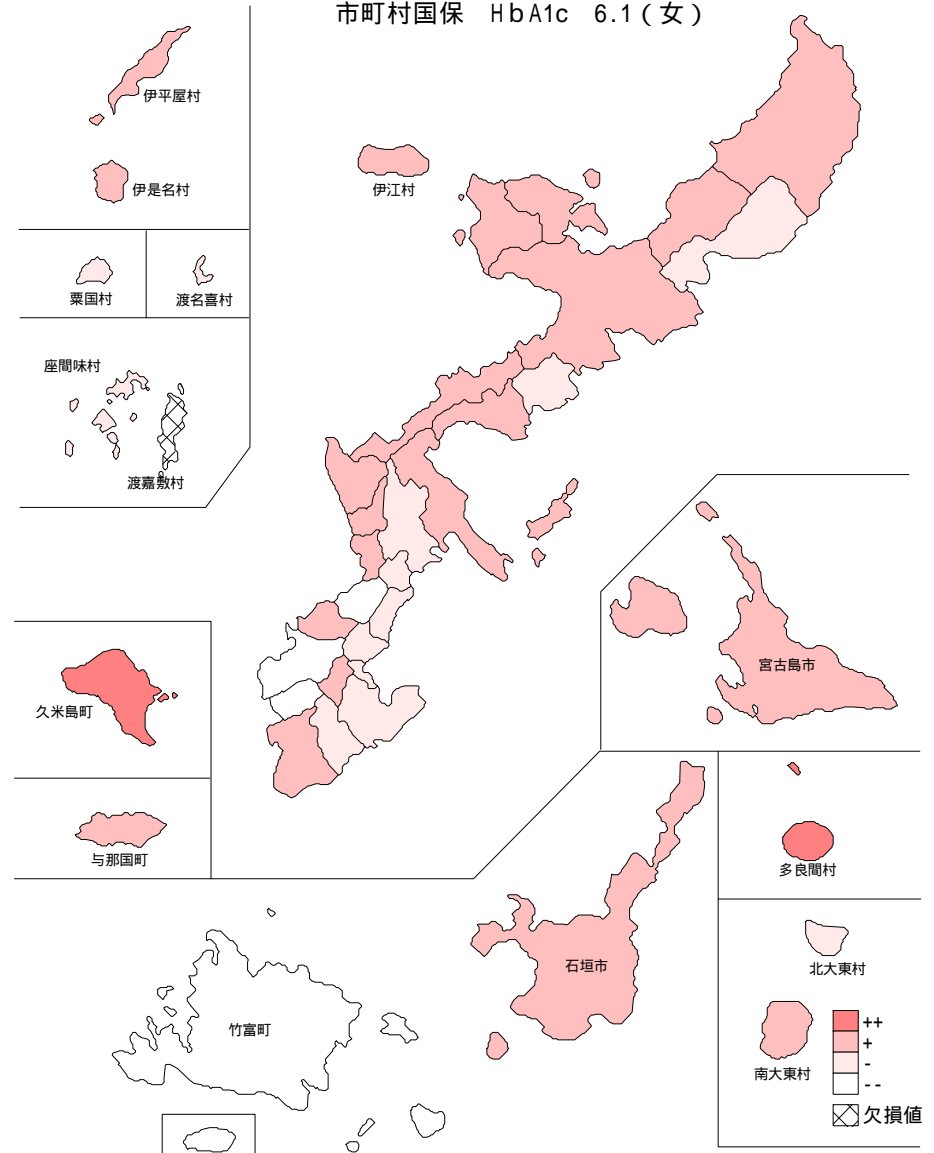 市町村国保　HbA1c　6.1（女）
伊平屋村
伊是名村
伊江村
粟国村
渡名喜村
座間味村
渡嘉敷村
久米島町
与那国町
宮古島市
多良間村
石垣市
竹富町
北大東村
南大東村
++
+
-
--
欠損値